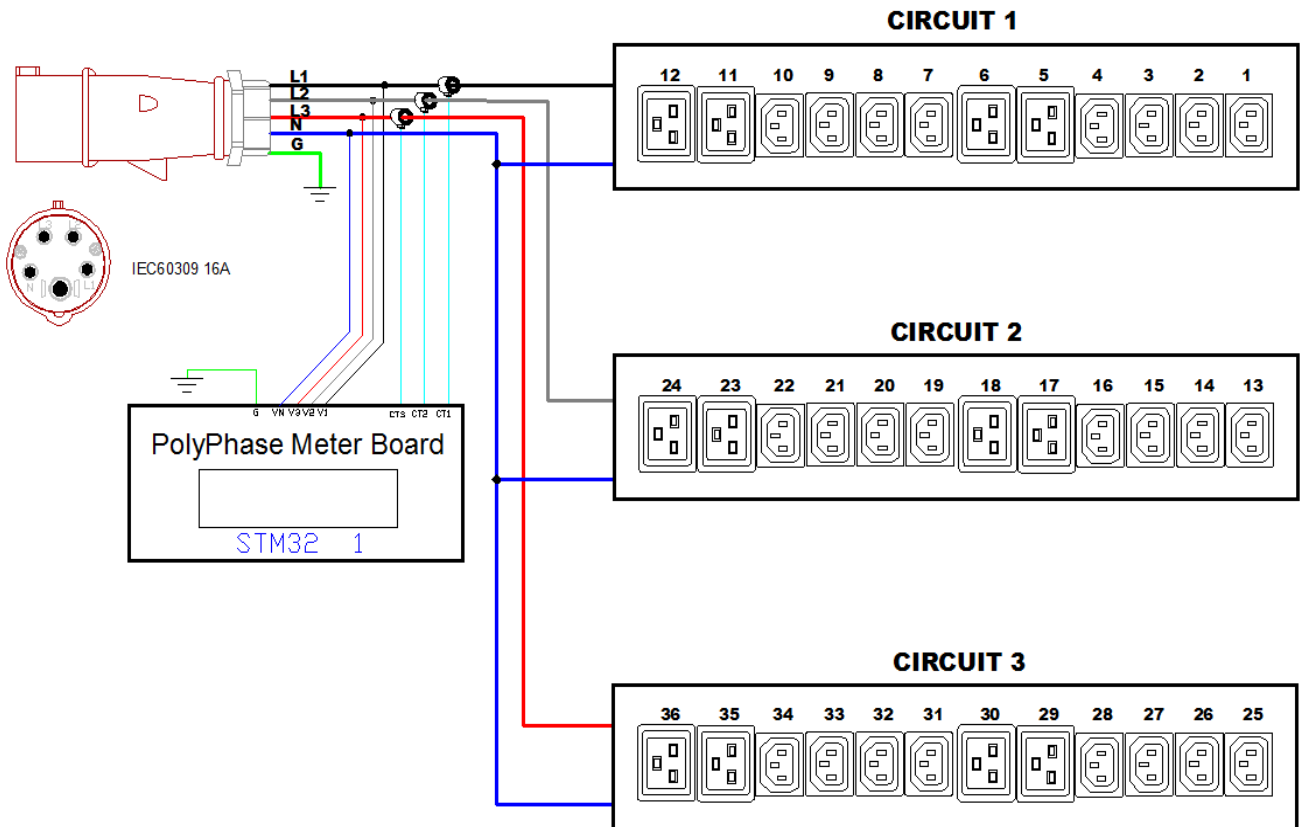 CIRCUIT 1
L1
L2
L3
N
G
12 11 10 9 8 7 6 5 4 3 2 1
L3 L2
N L1
IEC60309 16A
CIRCUIT 2
24 23 22 21 20 19 18 17 16 15 14 13
G VN V3 V2 V1 CT3 CT2 CT1
PolyPhase Meter Board
STM32 1
CIRCUIT 3
36 35 34 33 32 31 30 29 28 27 26 25